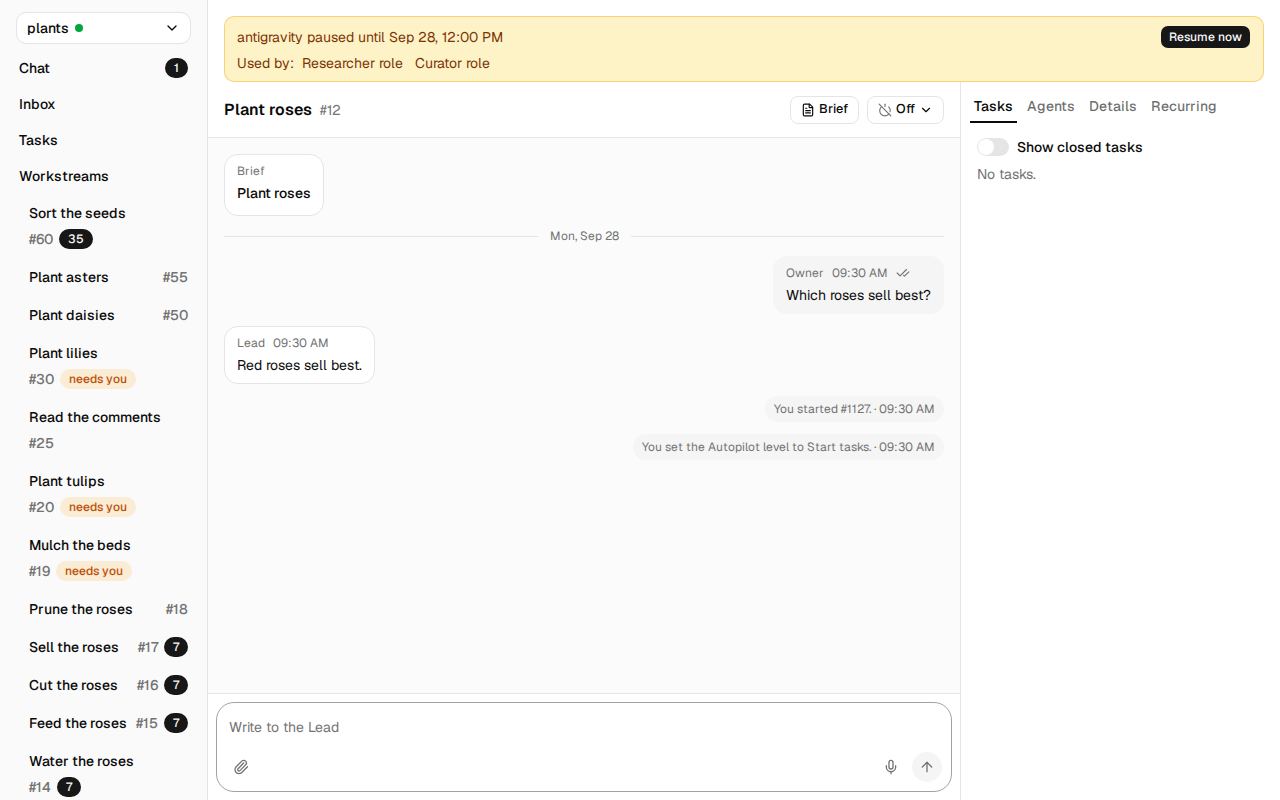 plants
Chat 1
Inbox
Tasks
Workstreams
Sort the seeds
#60 35
Plant asters #55
Plant daisies #50
Plant lilies
#30 needs you
Read the comments
#25
Plant tulips
#20 needs you
Mulch the beds
#19 needs you
Prune the roses #18
Sell the roses #17 7
Cut the roses #16 7
Feed the roses #15 7
Water the roses
#14 7
antigravity paused until Sep 28, 12:00 PM
Resume now
Used by: Researcher role Curator role
Plant roses #12
Brief
Off
Brief
Plant roses
Mon, Sep 28
Owner 09:30 AM
Which roses sell best?
Lead 09:30 AM
Red roses sell best.
You started #1127. · 09:30 AM
You set the Autopilot level to Start tasks. · 09:30 AM
Write to the Lead
Tasks Agents Details Recurring
Show closed tasks
No tasks.